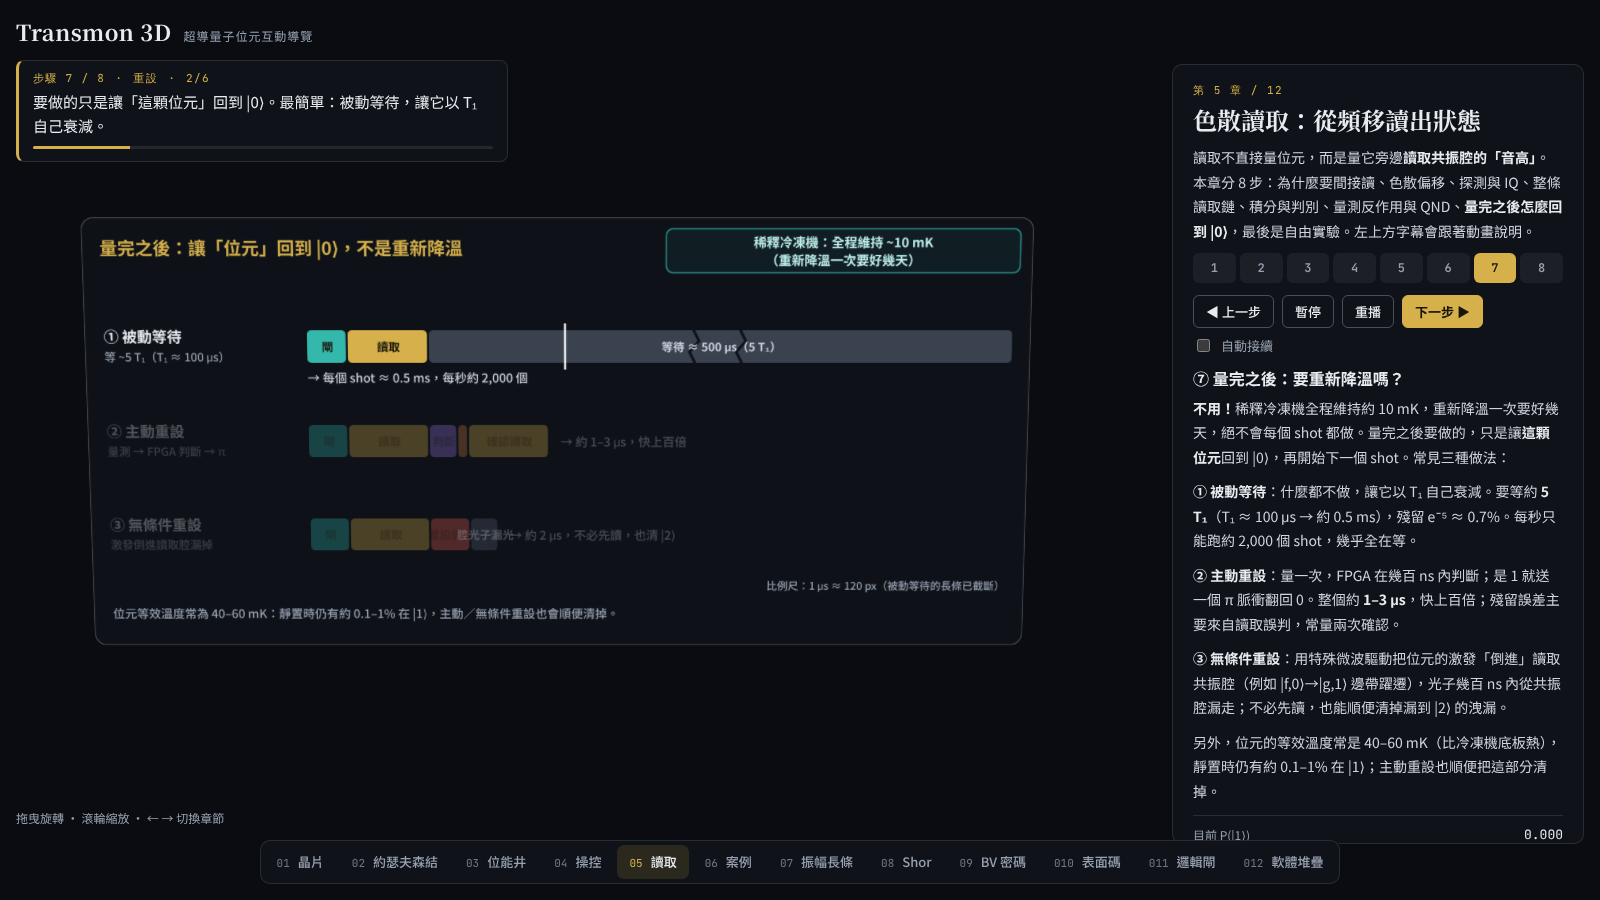 Transmon 3D 超導量子位元互動導覽
步驟 7 / 8 · 重設 · 2/6
要做的只是讓「這顆位元」回到 |0⟩。最簡單：被動等待，讓它以 T₁
自己衰減。
量完之後：讓「位元」回到 |0⟩，不是重新降溫
稀釋冷凍機：全程維持 ~10 mK
（重新降溫一次要好幾天）
① 被動等待
等 ~5 T₁（T₁ ≈ 100 µs）
閘 讀取 等待 ≈ 500 µs（5 T₁）
→ 每個 shot ≈ 0.5 ms，每秒約 2,000 個
② 主動重設
量測 → FPGA 判斷 → π
閘 讀取 判斷 確認讀取 → 約 1–3 µs，快上百倍
③ 無條件重設
激發倒進讀取腔漏掉
閘 讀取 腔光子漏光 → 約 2 µs，不必先讀，也清 |2⟩
比例尺：1 µs ≈ 120 px（被動等待的長條已截斷）
位元等效溫度常為 40–60 mK：靜置時仍有約 0.1–1% 在 |1⟩，主動／無條件重設也會順便清掉。
第 5 章 / 12
色散讀取：從頻移讀出狀態
讀取不直接量位元，而是量它旁邊讀取共振腔的「音高」。
本章分 8 步：為什麼要間接讀、色散偏移、探測與 IQ、整條
讀取鏈、積分與判別、量測反作用與 QND、量完之後怎麼回
到 |0⟩，最後是自由實驗。左上方字幕會跟著動畫說明。
1 2 3 4 5 6 7 8
◀ 上一步 暫停 重播 下一步 ▶
自動接續
⑦ 量完之後：要重新降溫嗎？
不用！稀釋冷凍機全程維持約 10 mK，重新降溫一次要好幾
天，絕不會每個 shot 都做。量完之後要做的，只是讓這顆
位元回到 |0⟩，再開始下一個 shot。常見三種做法：
① 被動等待：什麼都不做，讓它以 T₁ 自己衰減。要等約 5
T₁（T₁ ≈ 100 µs → 約 0.5 ms），殘留 e⁻⁵ ≈ 0.7%。每秒只
能跑約 2,000 個 shot，幾乎全在等。
② 主動重設：量一次，FPGA 在幾百 ns 內判斷；是 1 就送
一個 π 脈衝翻回 0。整個約 1–3 µs，快上百倍；殘留誤差主
要來自讀取誤判，常量兩次確認。
③ 無條件重設：用特殊微波驅動把位元的激發「倒進」讀取
共振腔（例如 |f,0⟩→|g,1⟩ 邊帶躍遷），光子幾百 ns 內從共振
腔漏走；不必先讀，也能順便清掉漏到 |2⟩ 的洩漏。
另外，位元的等效溫度常是 40–60 mK（比冷凍機底板熱），
靜置時仍有約 0.1–1% 在 |1⟩；主動重設也順便把這部分清
掉。
目前 P(|1⟩) 0.000
拖曳旋轉 · 滾輪縮放 · ← → 切換章節
01 晶片 02 約瑟夫森結 03 位能井 04 操控 05 讀取 06 案例 07 振幅長條 08 Shor 09 BV 密碼 010 表面碼 011 邏輯閘 012 軟體堆疊